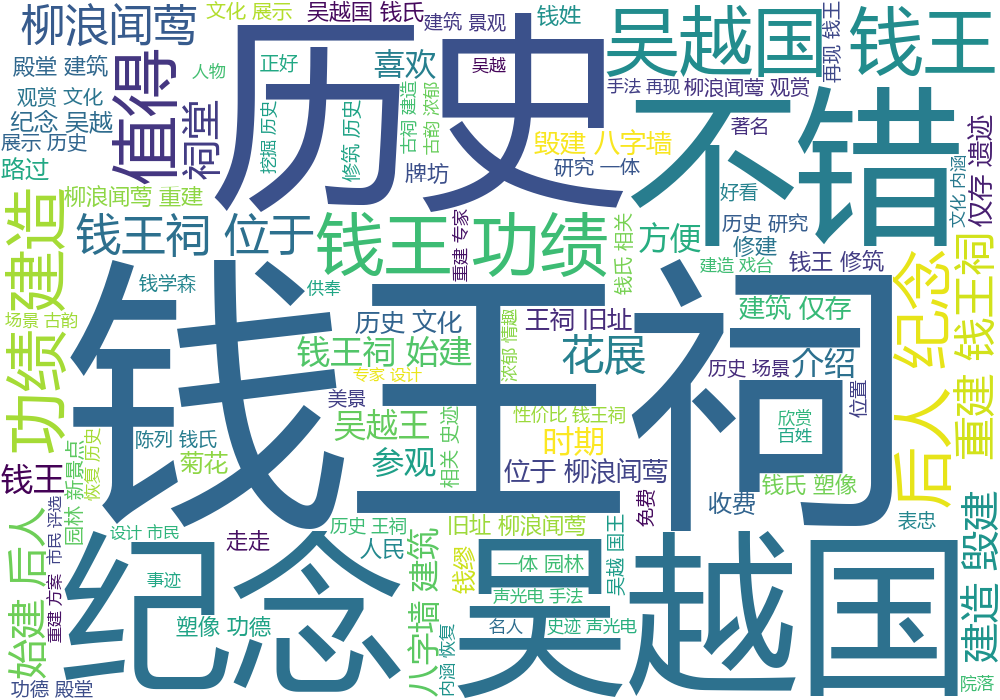 柳浪闻莺
文化 展示
吴越国 钱氏
建筑 景观
钱姓
吴越国
钱王
再现 钱王
殿堂 建筑
值得
人物
正好
历史
喜欢
吴越
手法 再现
柳浪闻莺 观赏
观赏 文化
纪念 吴越
展示 历史
祠堂
挖掘 历史
修筑 历史
古祠 建造
古韵 浓郁
毁建 八字墙
不错
著名
仅存 遗迹
路过
牌坊
研究 一体
好看
文化 内涵
柳浪闻莺 重建
功绩 建造
钱王祠 位于
钱王 功绩
重建 专家
钱氏 相关
方便
历史 研究
修建
建造 戏台
钱王 修筑
后人 纪念
重建 钱王祠
钱学森
供奉
场景 古韵
钱王祠
历史 文化
王祠 旧址
建筑 仅存
钱王祠 始建
浓郁 情趣
花展
历史 场景
介绍
专家 设计
美景
位置
吴越王
性价比 钱王祠
欣赏
百姓
相关 史迹
陈列 钱氏
恢复 历史
园林 新景点
菊花
参观
时期
位于 柳浪闻莺
钱氏 塑像
钱王
收费
免费
表忠
始建 后人
市民 评选
重建 方案
设计 市民
走走
历史 王祠
人民
旧址 柳浪闻莺
八字墙 建筑
钱缪
一体 园林
吴越 国王
建造 毁建
事迹
纪念
吴越国
声光电 手法
塑像 功德
名人
史迹 声光电
内涵 恢复
功德 殿堂
院落